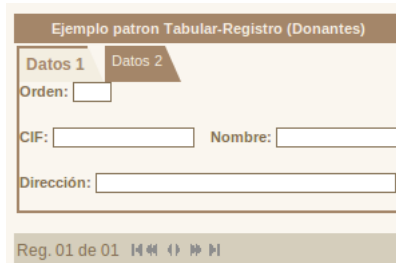 Ejemplo patron Tabular-Registro (Donantes)
Datos 1 Datos 2
Orden:
CIF: Nombre:
Dirección:
Reg. 01 de 01